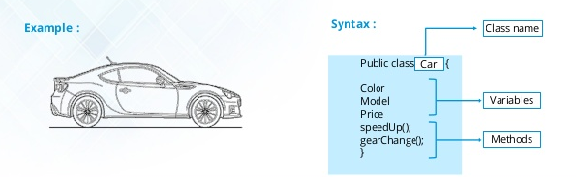 Example :
Syntax :
Class name
Public class Car {
Color
Model
Price
Variables
speedUp(),
gearChange();
Methods
}